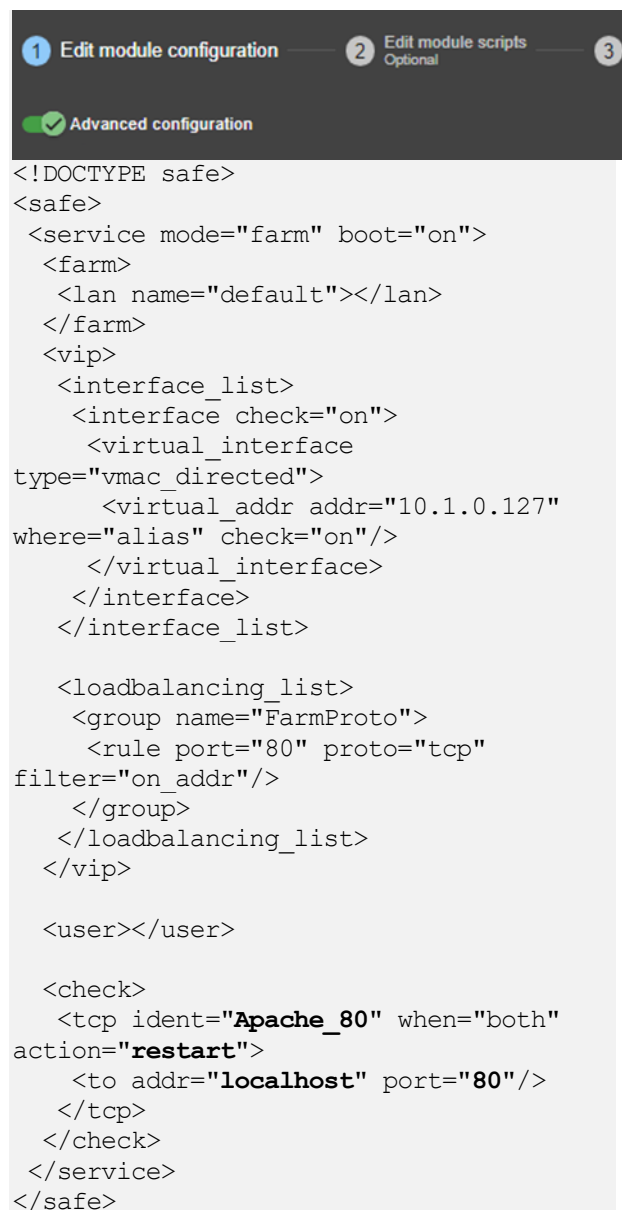 1 Edit module configuration 2 Edit module scripts 3
Optional
Advanced configuration
<!DOCTYPE safe>
<safe>
 <service mode="farm" boot="on">
  <farm>
   <lan name="default"></lan>
  </farm>
  <vip>
   <interface_list>
    <interface check="on">
     <virtual_interface
type="vmac_directed">
      <virtual_addr addr="10.1.0.127"
where="alias" check="on"/>
     </virtual_interface>
    </interface>
   </interface_list>

   <loadbalancing_list>
    <group name="FarmProto">
     <rule port="80" proto="tcp"
filter="on_addr"/>
    </group>
   </loadbalancing_list>
  </vip>

  <user></user>

  <check>
   <tcp ident="Apache_80" when="both"
action="restart">
    <to addr="localhost" port="80"/>
   </tcp>
  </check>
 </service>
</safe>